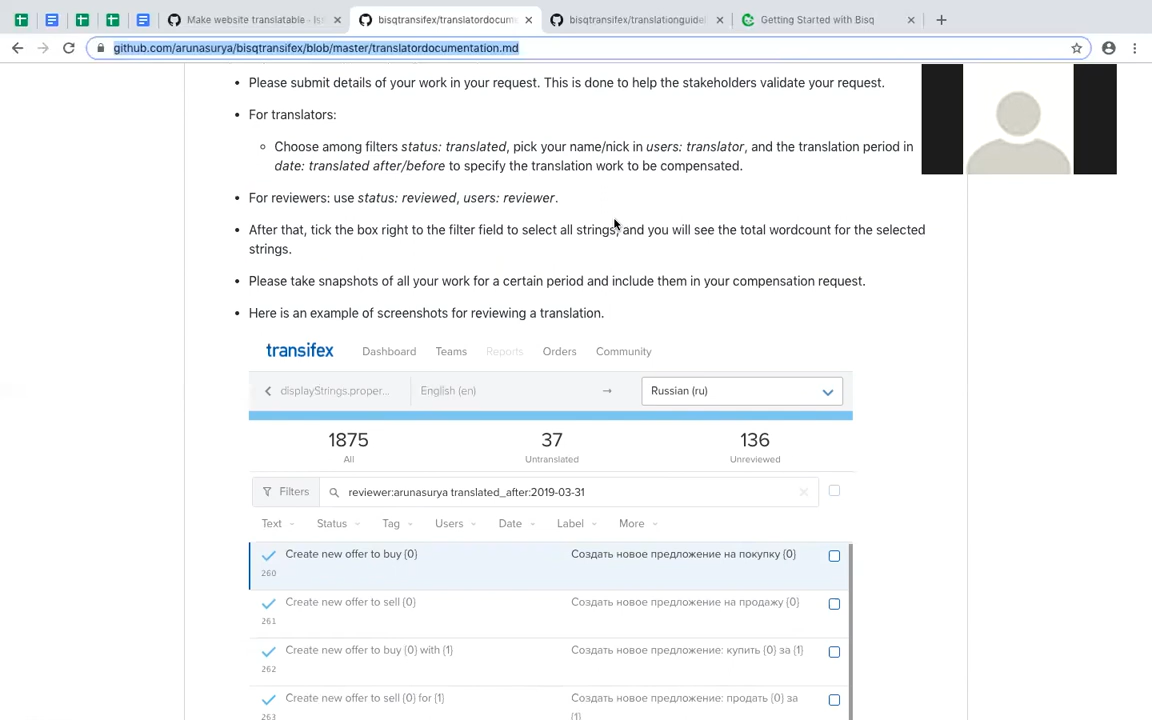 Make website translatable · Iss
bisqtransifex/translatordocum
bisqtransifex/translationguidel
Getting Started with Bisq
github.com/arunasurya/bisqtransifex/blob/master/translatordocumentation.md
• Please submit details of your work in your request. This is done to help the stakeholders validate your request.
• For translators:
◦ Choose among filters status: translated, pick your name/nick in users: translator, and the translation period in
date: translated after/before to specify the translation work to be compensated.
• For reviewers: use status: reviewed, users: reviewer.
• After that, tick the box right to the filter field to select all strings, and you will see the total wordcount for the selected
strings.
• Please take snapshots of all your work for a certain period and include them in your compensation request.
• Here is an example of screenshots for reviewing a translation.
transifex Dashboard Teams Reports Orders Community
displayStrings.proper... English (en) → Russian (ru)
1875 37 136
All Untranslated Unreviewed
Filters reviewer:arunasurya translated_after:2019-03-31
Text Status Tag Users Date Label More
Create new offer to buy {0} Создать новое предложение на покупку {0}
260
Create new offer to sell {0} Создать новое предложение на продажу {0}
261
Create new offer to buy {0} with {1} Создать новое предложение: купить {0} за {1}
262
Create new offer to sell {0} for {1} Создать новое предложение: продать {0} за
263 {1}